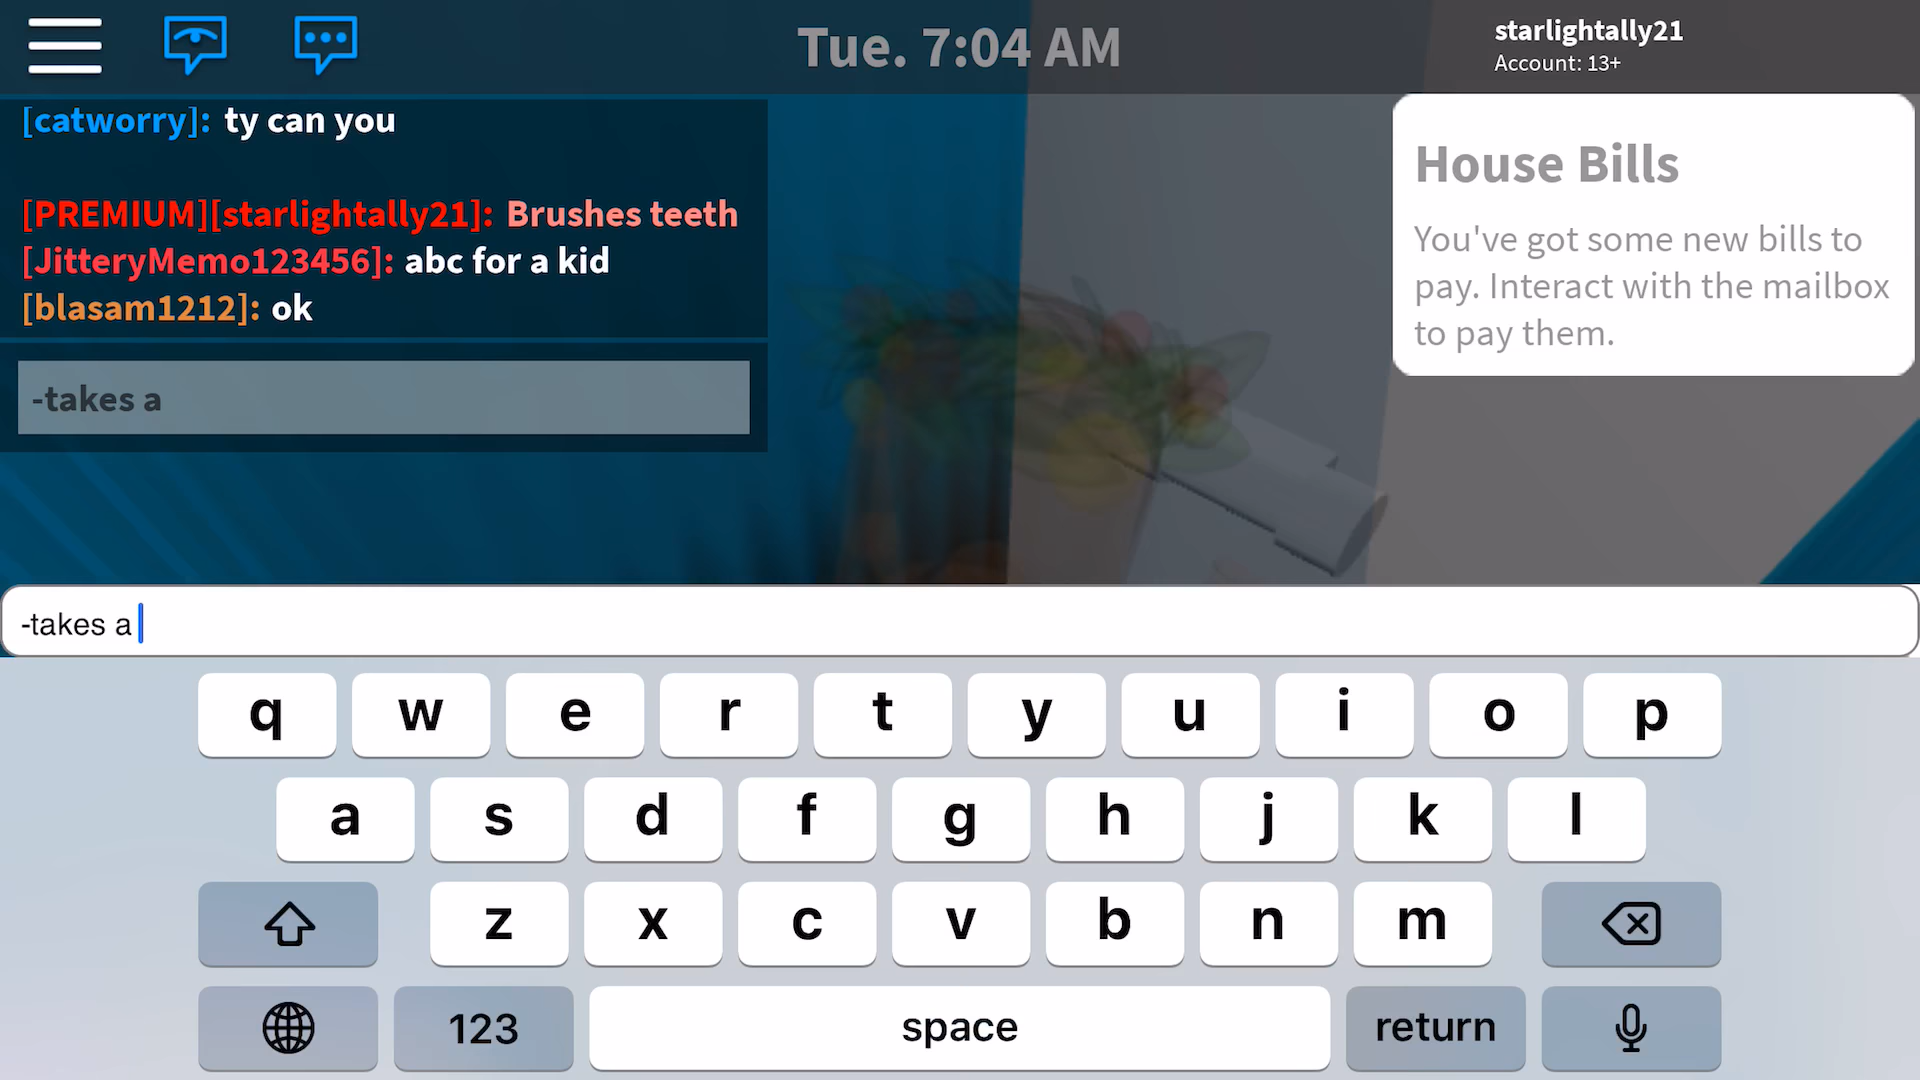 Tue. 7:04 AM
starlightally21
Account: 13+
[catworry]: ty can you
[PREMIUM][starlightally21]: Brushes teeth
[JitteryMemo123456]: abc for a kid
[blasam1212]: ok
-takes a
House Bills
You've got some new bills to
pay. Interact with the mailbox
to pay them.
-takes a
q w e r t y u i o p
a s d f g h j k l
z x c v b n m
123 space return